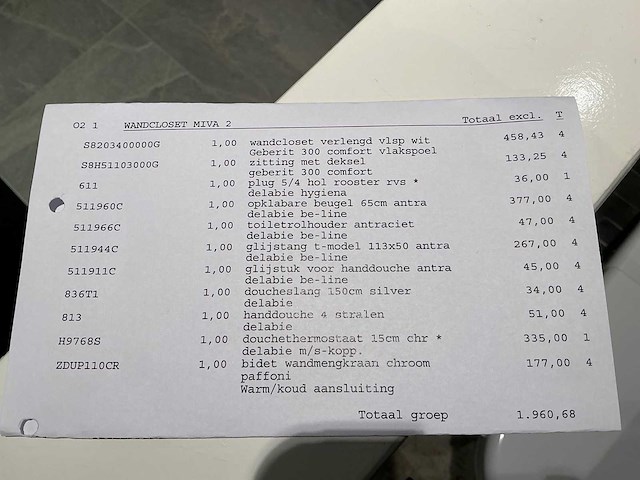 O2 1 WANDCLOSET MIVA 2 Totaal excl. T
S8203400000G 1,00 wandcloset verlengd vlsp wit 458,43 4
Geberit 300 comfort vlakspoel
S8H51103000G 1,00 zitting met deksel 133,25 4
geberit 300 comfort
611 1,00 plug 5/4 hol rooster rvs * 36,00 1
delabie hygiena
511960C 1,00 opklapbare beugel 65cm antra 377,00 4
delabie be-line
511966C 1,00 toiletrolhouder antraciet 47,00 4
delabie be-line
511944C 1,00 glijstang t-model 113x50 antra 267,00 4
delabie be-line
511911C 1,00 glijstuk voor handdouche antra 45,00 4
delabie be-line
836T1 1,00 doucheslang 150cm silver 34,00 4
delabie
813 1,00 handdouche 4 stralen 51,00 4
delabie
H9768S 1,00 douchethermostaat 15cm chr * 335,00 1
delabie m/s-kopp.
ZDUP110CR 1,00 bidet wandmengkraan chroom 177,00 4
paffoni
Warm/koud aansluiting
Totaal groep 1.960,68